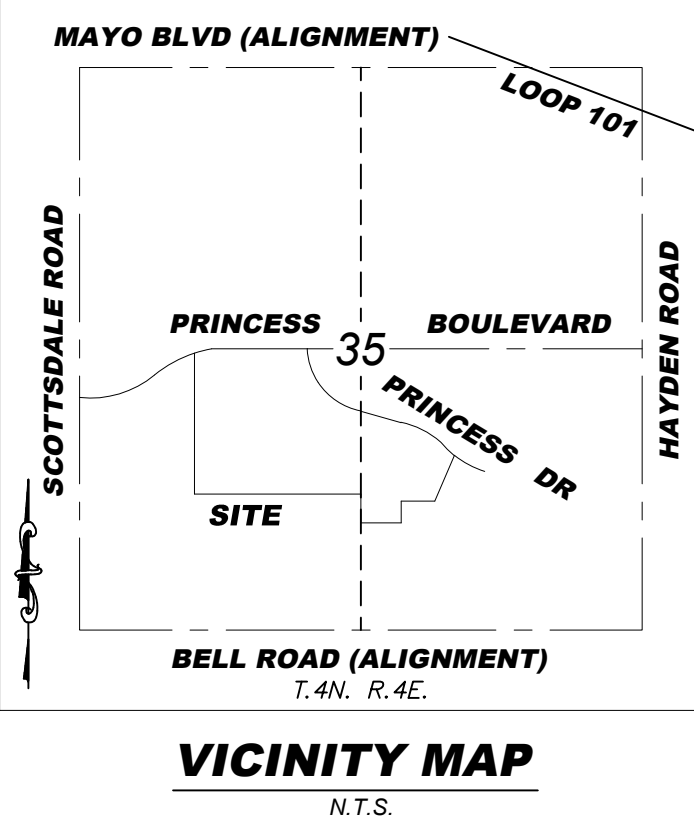 MAYO BLVD (ALIGNMENT)
LOOP 101
SCOTTSDALE ROAD
HAYDEN ROAD
PRINCESS BOULEVARD
35
PRINCESS DR
SITE
BELL ROAD (ALIGNMENT)
T.4N. R.4E.
VICINITY MAP
N.T.S.